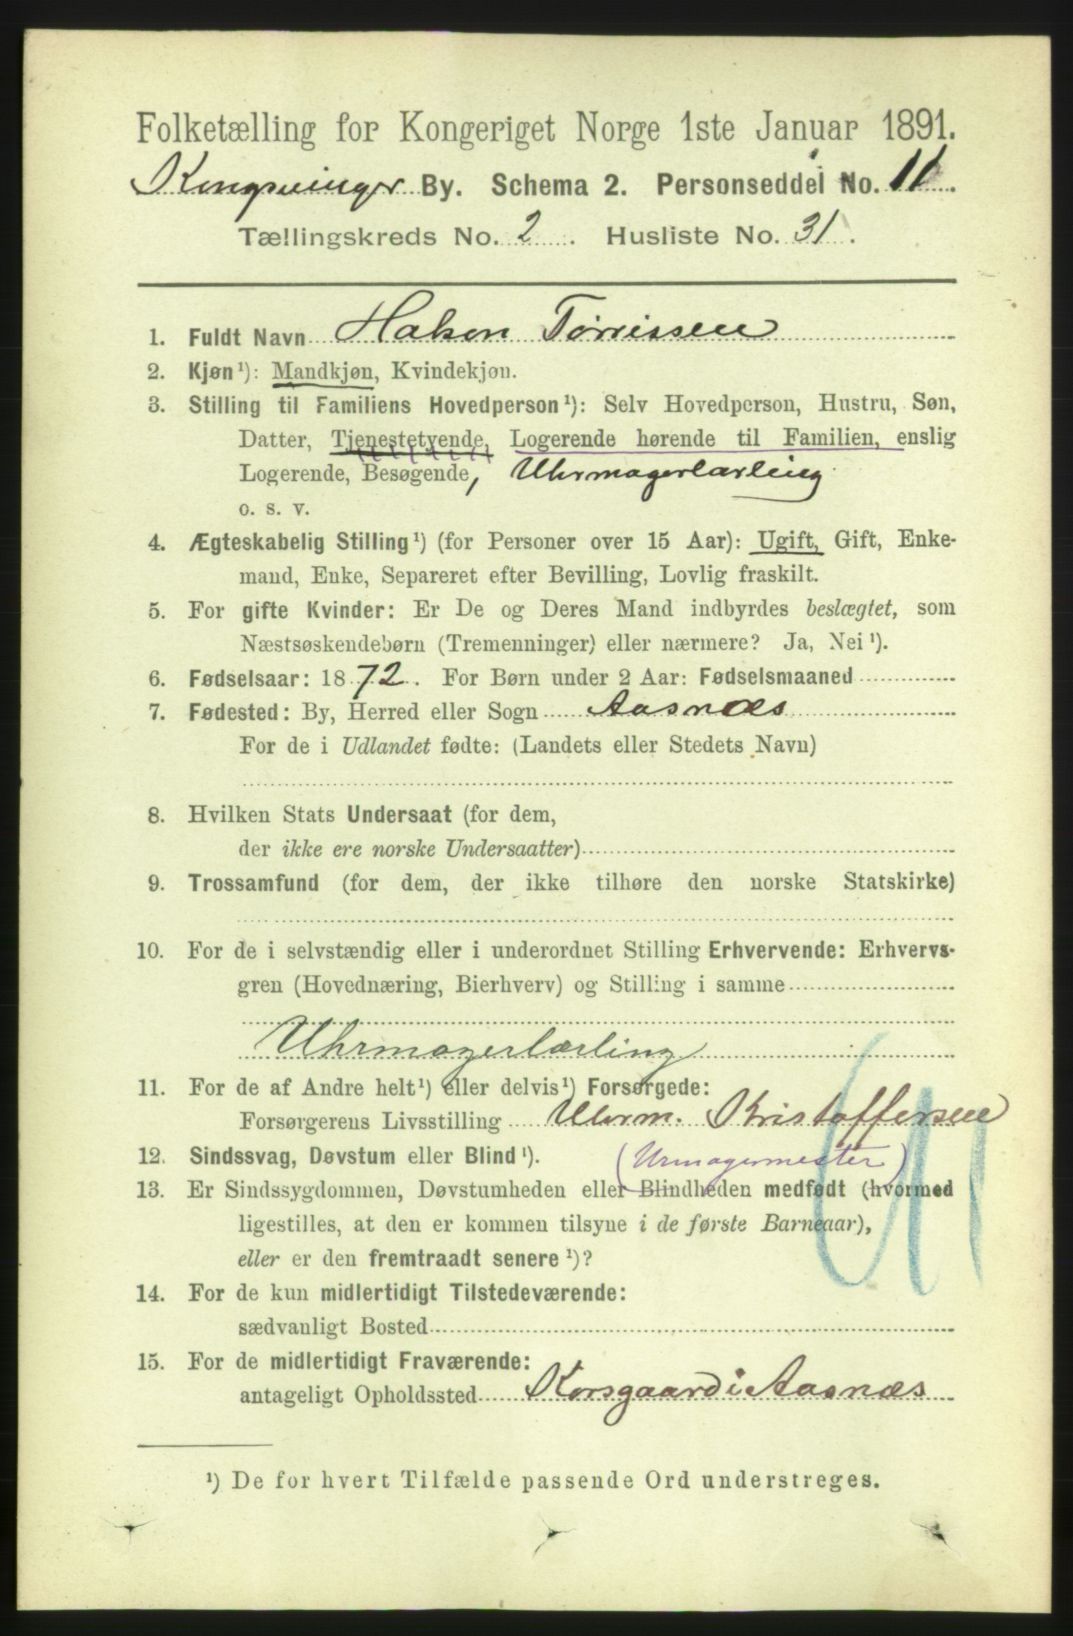 Folketælling for Kongeriget Norge 1ste Januar 1891.
Kongsvinger By. Schema 2. Personseddel No. 11.
Tællingskreds No. 2. Husliste No. 31.
1. Fuldt Navn Hakon Törrissen
2. Kjøn¹): Mandkjøn, Kvindekjøn.
3. Stilling til Familiens Hovedperson¹): Selv Hovedperson, Hustru, Søn,
Datter, Tjenestetyende, Logerende hørende til Familien, enslig
Logerende, Besøgende, Uhrmagerlærling
o. s. v.
4. Ægteskabelig Stilling¹) (for Personer over 15 Aar): Ugift, Gift, Enke-
mand, Enke, Separeret efter Bevilling, Lovlig fraskilt.
5. For gifte Kvinder: Er De og Deres Mand indbyrdes beslægtet, som
Næstsøskendebørn (Tremenninger) eller nærmere? Ja, Nei¹).
6. Fødselsaar: 1872. For Børn under 2 Aar: Fødselsmaaned
7. Fødested: By, Herred eller Sogn Aasnæs
For de i Udlandet fødte: (Landets eller Stedets Navn)
8. Hvilken Stats Undersaat (for dem,
der ikke ere norske Undersaatter)
9. Trossamfund (for dem, der ikke tilhøre den norske Statskirke)
10. For de i selvstændig eller i underordnet Stilling Erhvervende: Erhvervs-
gren (Hovednæring, Bierhverv) og Stilling i samme
Uhrmagerlærling
11. For de af Andre helt¹) eller delvis¹) Forsørgede:
Forsørgerens Livsstilling Uhrm. Kristoffersen
12. Sindssvag, Døvstum eller Blind¹). (Urmagermester)
13. Er Sindssygdommen, Døvstumheden eller Blindheden medfødt (hvormed
ligestilles, at den er kommen tilsyne i de første Barneaar),
eller er den fremtraadt senere¹)?
14. For de kun midlertidigt Tilstedeværende:
sædvanligt Bosted
15. For de midlertidigt Fraværende:
antageligt Opholdssted Korsgaard i Aasnæs
¹) De for hvert Tilfælde passende Ord understreges.